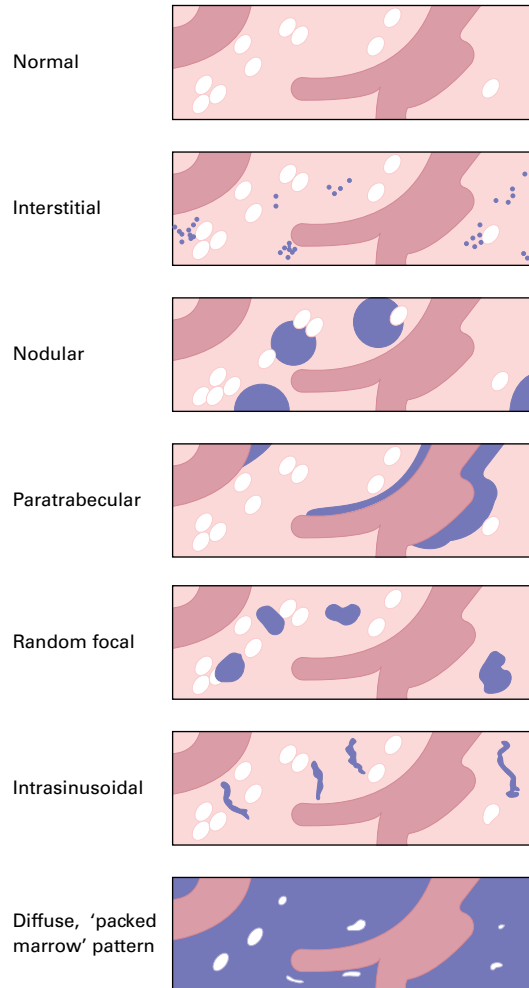 Normal
Interstitial
Nodular
Paratrabecular
Random focal
Intrasinusoidal
Diffuse, ‘packed
marrow’ pattern